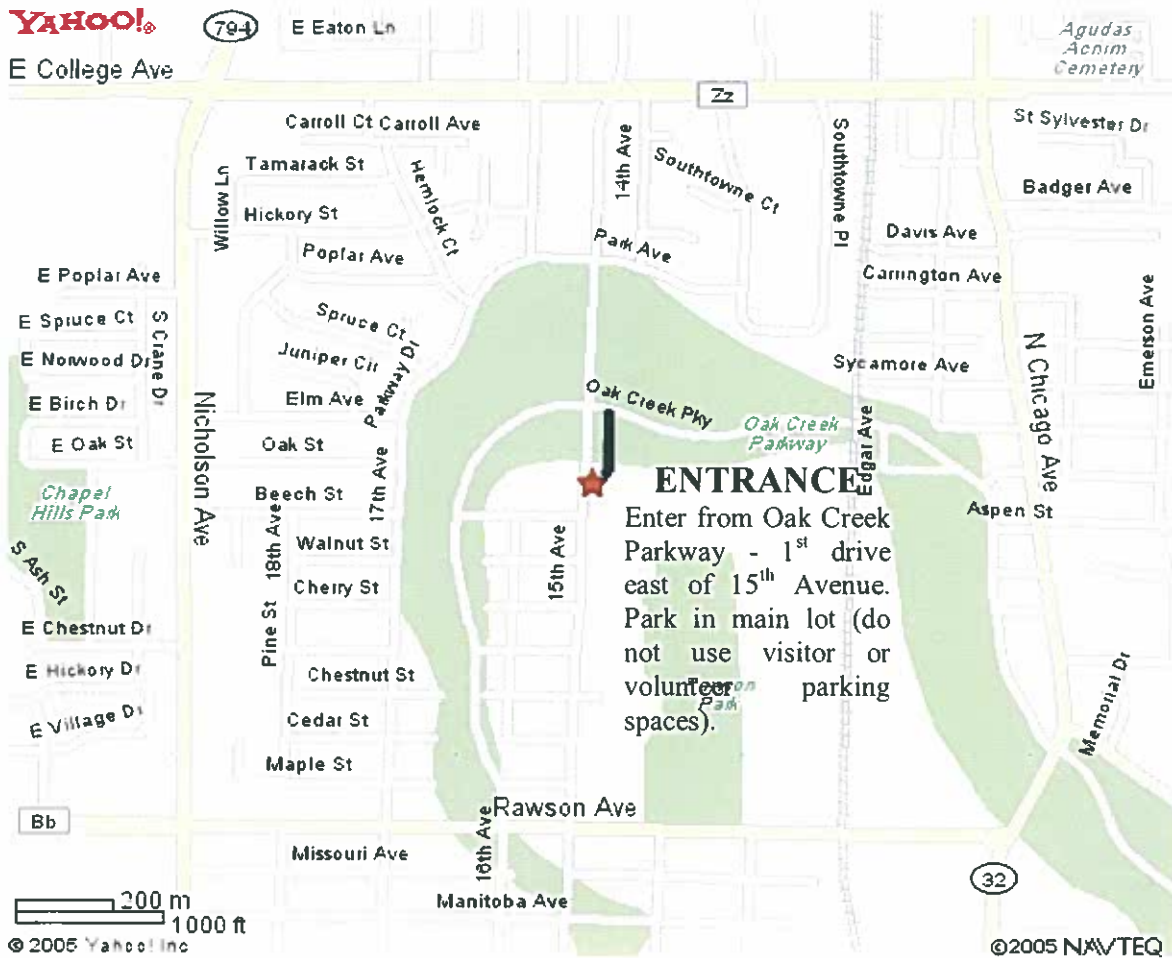 YAHOO!®
794
E Eaton Ln
Agudas
Achim
Cemetery
E College Ave
Zz
Carroll Ct Carroll Ave
14th Ave
Southtowne Pl
St Sylvester Dr
Tamarack St
Southtowne Ct
Willow Ln
Hemlock Ct
Badger Ave
Hickory St
Park Ave
Davis Ave
Poplar Ave
E Poplar Ave
Carrington Ave
Emerson Ave
E Spruce Ct
S Crane Dr
Spruce Ct
N Chicago Ave
E Norwood Dr
Juniper Cir
Parkway Dr
Sycamore Ave
Nicholson Ave
E Birch Dr
Elm Ave
Oak Creek Pky
Oak Creek
Parkway
Edgar Ave
E Oak St
Oak St
17th Ave
ENTRANCE
Chapel
Hills Park
Beech St
Aspen St
Enter from Oak Creek
Parkway - 1st drive
east of 15th Avenue.
Park in main lot (do
not use visitor or
volunteer parking
spaces).
Park
18th Ave
Walnut St
15th Ave
S Ash St
Cherry St
E Chestnut Dr
Pine St
E Hickory Dr
Chestnut St
Memorial Dr
E Village Dr
Cedar St
Maple St
Rawson Ave
Bb
16th Ave
Missouri Ave
32
Manitoba Ave
200 m
1000 ft
© 2005 Yahoo! Inc
©2005 NAVTEQ